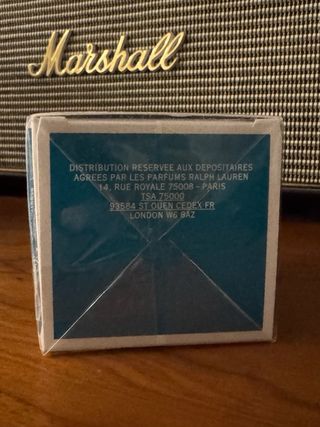 Marshall
DISTRIBUTION RESERVEE AUX DEPOSITAIRES
AGREES PAR LES PARFUMS RALPH LAUREN
14, RUE ROYALE 75008 - PARIS
TSA 75000
93584 ST OUEN CEDEX FR
LONDON W6 8AZ